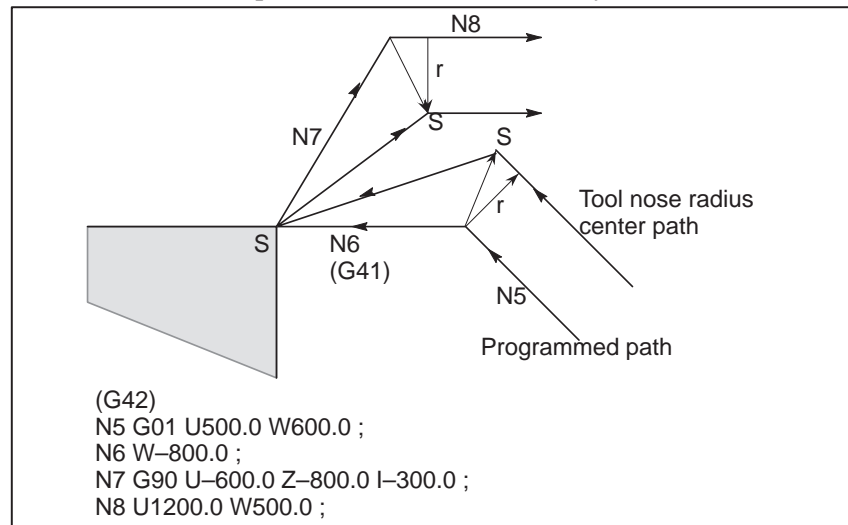 N8
r
N7
S
S
r
Tool nose radius
center path
S
N6
(G41)
N5
Programmed path
(G42)
N5 G01 U500.0 W600.0 ;
N6 W–800.0 ;
N7 G90 U–600.0 Z–800.0 I–300.0 ;
N8 U1200.0 W500.0 ;